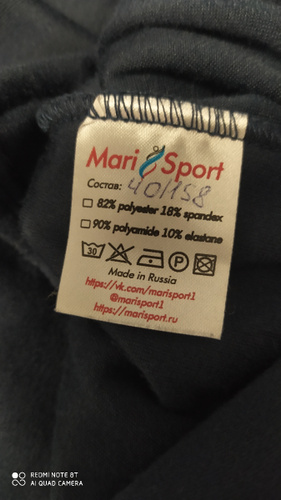 Mari Sport
Состав: 40/158
82% polyester 18% spandex
90% polyamide 10% elastane
30 P
Made in Russia
https://vk.com/marisport1
@marisport1
https://marisport.ru
REDMI NOTE 8T
AI QUAD CAMERA